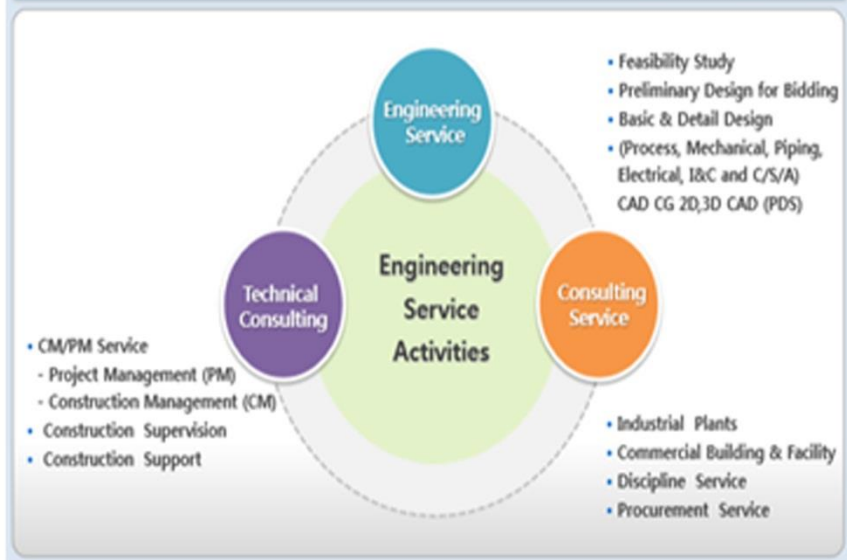 Engineering
Service
• Feasibility Study
• Preliminary Design for Bidding
• Basic & Detail Design
• (Process, Mechanical, Piping,
Electrical, I&C and C/S/A)
CAD CG 2D,3D CAD (PDS)
Engineering
Service
Activities
Technical
Consulting
Consulting
Service
• CM/PM Service
- Project Management (PM)
- Construction Management (CM)
• Construction Supervision
• Construction Support
• Industrial Plants
• Commercial Building & Facility
• Discipline Service
• Procurement Service